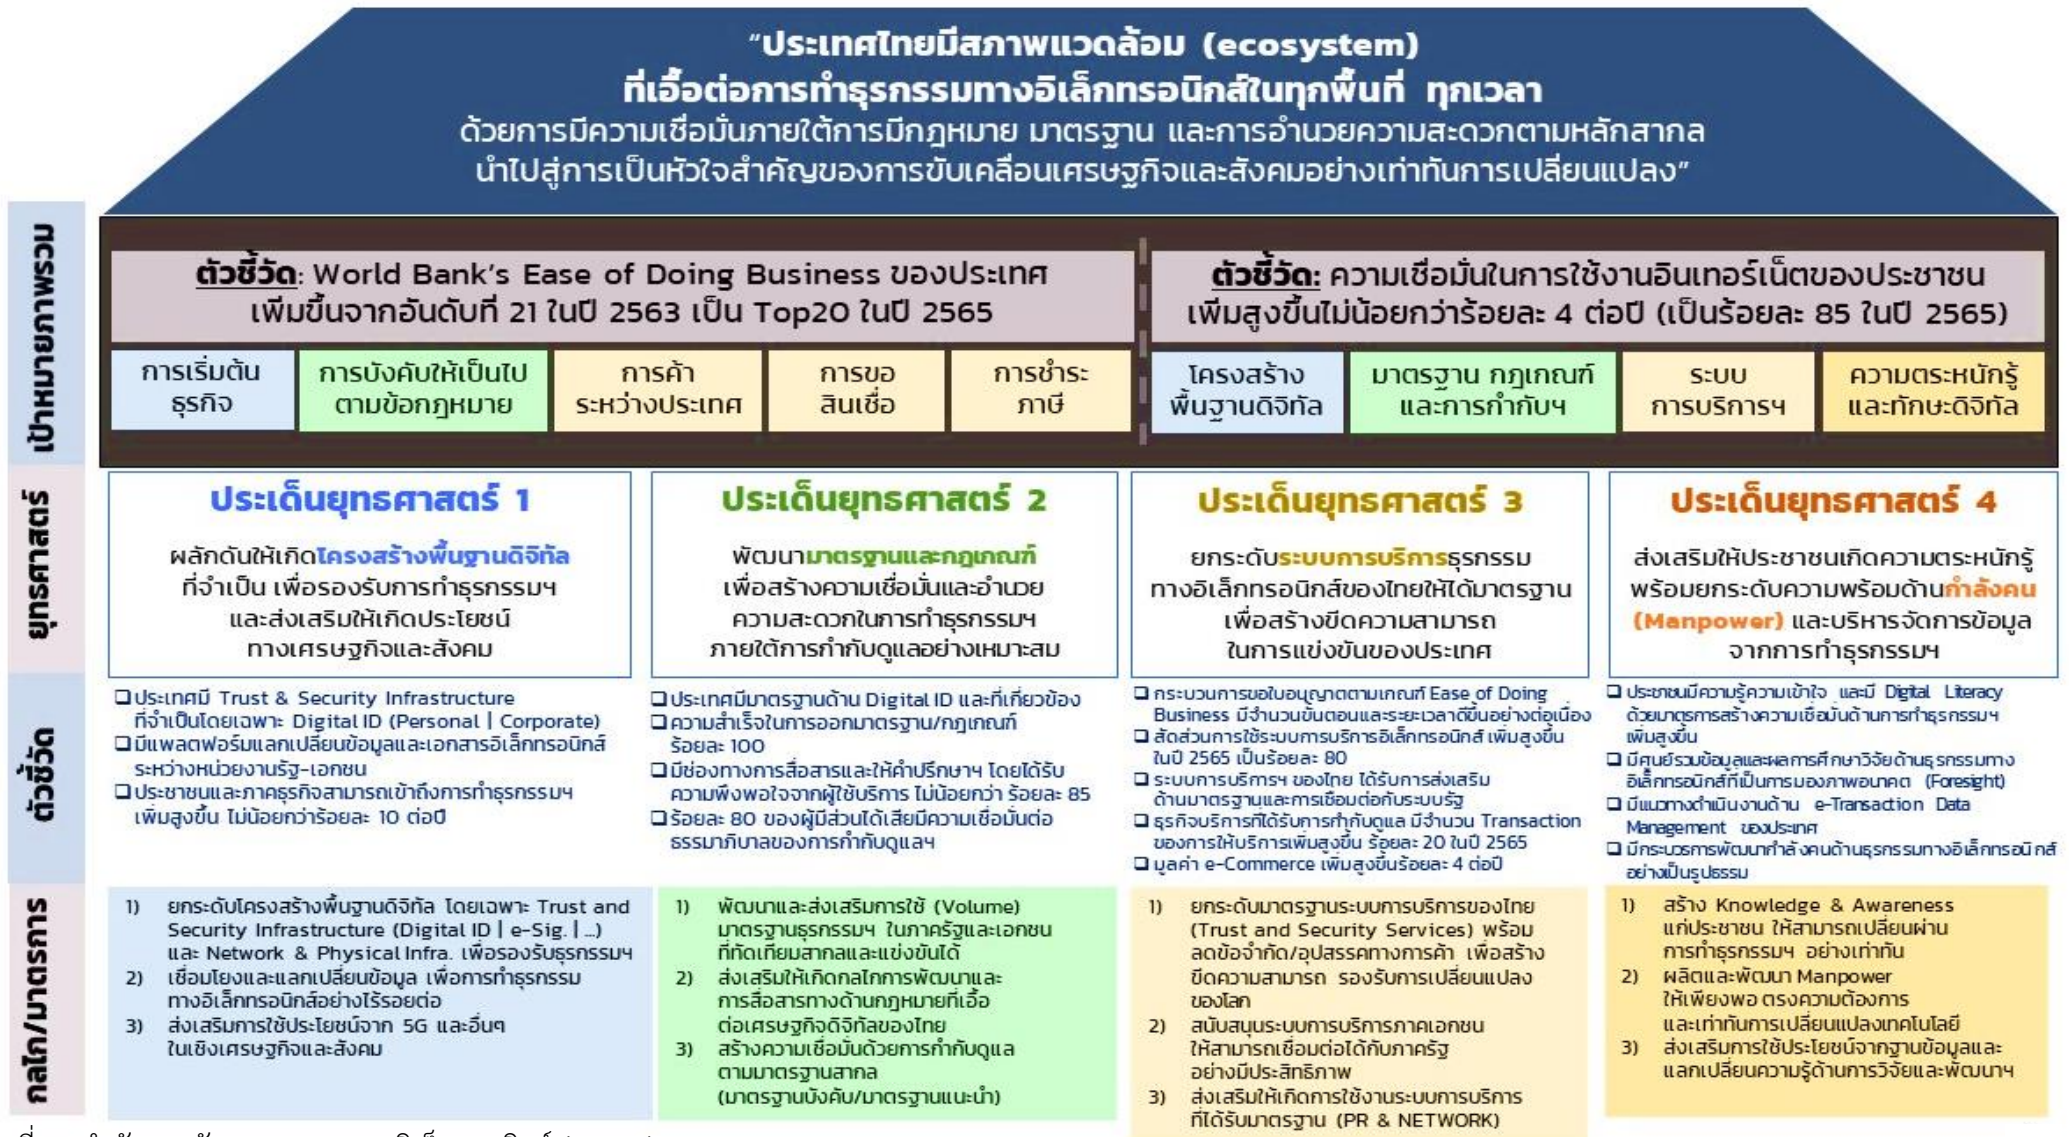 “ประเทศไทยมีสภาพแวดล้อม (ecosystem)
ที่เอื้อต่อการทำธุรกรรมทางอิเล็กทรอนิกส์ในทุกพื้นที่ ทุกเวลา
ด้วยการมีความเชื่อมั่นภายใต้การมีกฎหมาย มาตรฐาน และการอำนวยความสะดวกตามหลักสากล
นำไปสู่การเป็นหัวใจสำคัญของการขับเคลื่อนเศรษฐกิจและสังคมอย่างเท่าทันการเปลี่ยนแปลง”
เป้าหมายภาพรวม
ตัวชี้วัด: World Bank’s Ease of Doing Business ของประเทศ
เพิ่มขึ้นจากอันดับที่ 21 ในปี 2563 เป็น Top20 ในปี 2565
ตัวชี้วัด: ความเชื่อมั่นในการใช้งานอินเทอร์เน็ตของประชาชน
เพิ่มสูงขึ้นไม่น้อยกว่าร้อยละ 4 ต่อปี (เป็นร้อยละ 85 ในปี 2565)
การเริ่มต้น
ธุรกิจ
การบังคับให้เป็นไป
ตามข้อกฎหมาย
การค้า
ระหว่างประเทศ
การขอ
สินเชื่อ
การชำระ
ภาษี
โครงสร้าง
พื้นฐานดิจิทัล
มาตรฐาน กฎเกณฑ์
และการกำกับฯ
ระบบ
การบริการฯ
ความตระหนักรู้
และทักษะดิจิทัล
ยุทธศาสตร์
ประเด็นยุทธศาสตร์ 1
ผลักดันให้เกิดโครงสร้างพื้นฐานดิจิทัล
ที่จำเป็น เพื่อรองรับการทำธุรกรรมฯ
และส่งเสริมให้เกิดประโยชน์
ทางเศรษฐกิจและสังคม
ประเด็นยุทธศาสตร์ 2
พัฒนามาตรฐานและกฎเกณฑ์
เพื่อสร้างความเชื่อมั่นและอำนวย
ความสะดวกในการทำธุรกรรมฯ
ภายใต้การกำกับดูแลอย่างเหมาะสม
ประเด็นยุทธศาสตร์ 3
ยกระดับระบบการบริการธุรกรรม
ทางอิเล็กทรอนิกส์ของไทยให้ได้มาตรฐาน
เพื่อสร้างขีดความสามารถ
ในการแข่งขันของประเทศ
ประเด็นยุทธศาสตร์ 4
ส่งเสริมให้ประชาชนเกิดความตระหนักรู้
พร้อมยกระดับความพร้อมด้านกำลังคน
(Manpower) และบริหารจัดการข้อมูล
จากการทำธุรกรรมฯ
ตัวชี้วัด
❑ประเทศมี Trust & Security Infrastructure
ที่จำเป็นโดยเฉพาะ Digital ID (Personal | Corporate)
❑มีแพลตฟอร์มแลกเปลี่ยนข้อมูลและเอกสารอิเล็กทรอนิกส์
ระหว่างหน่วยงานรัฐ-เอกชน
❑ประชาชนและภาคธุรกิจสามารถเข้าถึงการทำธุรกรรมฯ
เพิ่มสูงขึ้น ไม่น้อยกว่าร้อยละ 10 ต่อปี
❑ประเทศมีมาตรฐานด้าน Digital ID และที่เกี่ยวข้อง
❑ความสำเร็จในการออกมาตรฐาน/กฎเกณฑ์
ร้อยละ 100
❑มีช่องทางการสื่อสารและให้คำปรึกษาฯ โดยได้รับ
ความพึงพอใจจากผู้ใช้บริการ ไม่น้อยกว่า ร้อยละ 85
❑ร้อยละ 80 ของผู้มีส่วนได้เสียมีความเชื่อมั่นต่อ
ธรรมาภิบาลของการกำกับดูแลฯ
❑ กระบวนการขอใบอนุญาตตามเกณฑ์ Ease of Doing
Business มีจำนวนขั้นตอนและระยะเวลาดีขึ้นอย่างต่อเนื่อง
❑ สัดส่วนการใช้ระบบการบริการอิเล็กทรอนิกส์ เพิ่มสูงขึ้น
ในปี 2565 เป็นร้อยละ 80
❑ ระบบการบริการฯ ของไทย ได้รับการส่งเสริม
ด้านมาตรฐานและการเชื่อมต่อกับระบบรัฐ
❑ ธุรกิจบริการที่ได้รับการกำกับดูแล มีจำนวน Transaction
ของการให้บริการเพิ่มสูงขึ้น ร้อยละ 20 ในปี 2565
❑ มูลค่า e-Commerce เพิ่มสูงขึ้นร้อยละ 4 ต่อปี
❑ ประชาชนมีความรู้ความเข้าใจ และมี Digital Literacy
ด้วยมาตรการสร้างความเชื่อมั่นด้านการทำธุรกรรมฯ
เพิ่มสูงขึ้น
❑ มีศูนย์รวมข้อมูลและผลการศึกษาวิจัยด้านธุรกรรมทาง
อิเล็กทรอนิกส์ที่เป็นการมองภาพอนาคต (Foresight)
❑ มีแนวทางดำเนินงานด้าน e-Transaction Data
Management ของประเทศ
❑ มีกระบวรการพัฒนากำลังคนด้านธุรกรรมทางอิเล็กทรอนิกส์
อย่างเป็นรูปธรรม
กลไก/มาตรการ
1) ยกระดับโครงสร้างพื้นฐานดิจิทัล โดยเฉพาะ Trust and
Security Infrastructure (Digital ID | e-Sig. | …)
และ Network & Physical Infra. เพื่อรองรับธุรกรรมฯ
2) เชื่อมโยงและแลกเปลี่ยนข้อมูล เพื่อการทำธุรกรรม
ทางอิเล็กทรอนิกส์อย่างไร้รอยต่อ
3) ส่งเสริมการใช้ประโยชน์จาก 5G และอื่นๆ
ในเชิงเศรษฐกิจและสังคม
1) พัฒนาและส่งเสริมการใช้ (Volume)
มาตรฐานธุรกรรมฯ ในภาครัฐและเอกชน
ที่ทัดเทียมสากลและแข่งขันได้
2) ส่งเสริมให้เกิดกลไกการพัฒนาและ
การสื่อสารทางด้านกฎหมายที่เอื้อ
ต่อเศรษฐกิจดิจิทัลของไทย
3) สร้างความเชื่อมั่นด้วยการกำกับดูแล
ตามมาตรฐานสากล
(มาตรฐานบังคับ/มาตรฐานแนะนำ)
1) ยกระดับมาตรฐานระบบการบริการของไทย
(Trust and Security Services) พร้อม
ลดข้อจำกัด/อุปสรรคทางการค้า เพื่อสร้าง
ขีดความสามารถ รองรับการเปลี่ยนแปลง
ของโลก
2) สนับสนุนระบบการบริการภาคเอกชน
ให้สามารถเชื่อมต่อได้กับภาครัฐ
อย่างมีประสิทธิภาพ
3) ส่งเสริมให้เกิดการใช้งานระบบการบริการ
ที่ได้รับมาตรฐาน (PR & NETWORK)
1) สร้าง Knowledge & Awareness
แก่ประชาชน ให้สามารถเปลี่ยนผ่าน
การทำธุรกรรมฯ อย่างเท่าทัน
2) ผลิตและพัฒนา Manpower
ให้เพียงพอ ตรงความต้องการ
และเท่าทันการเปลี่ยนแปลงเทคโนโลยี
3) ส่งเสริมการใช้ประโยชน์จากฐานข้อมูลและ
แลกเปลี่ยนความรู้ด้านการวิจัยและพัฒนาฯ